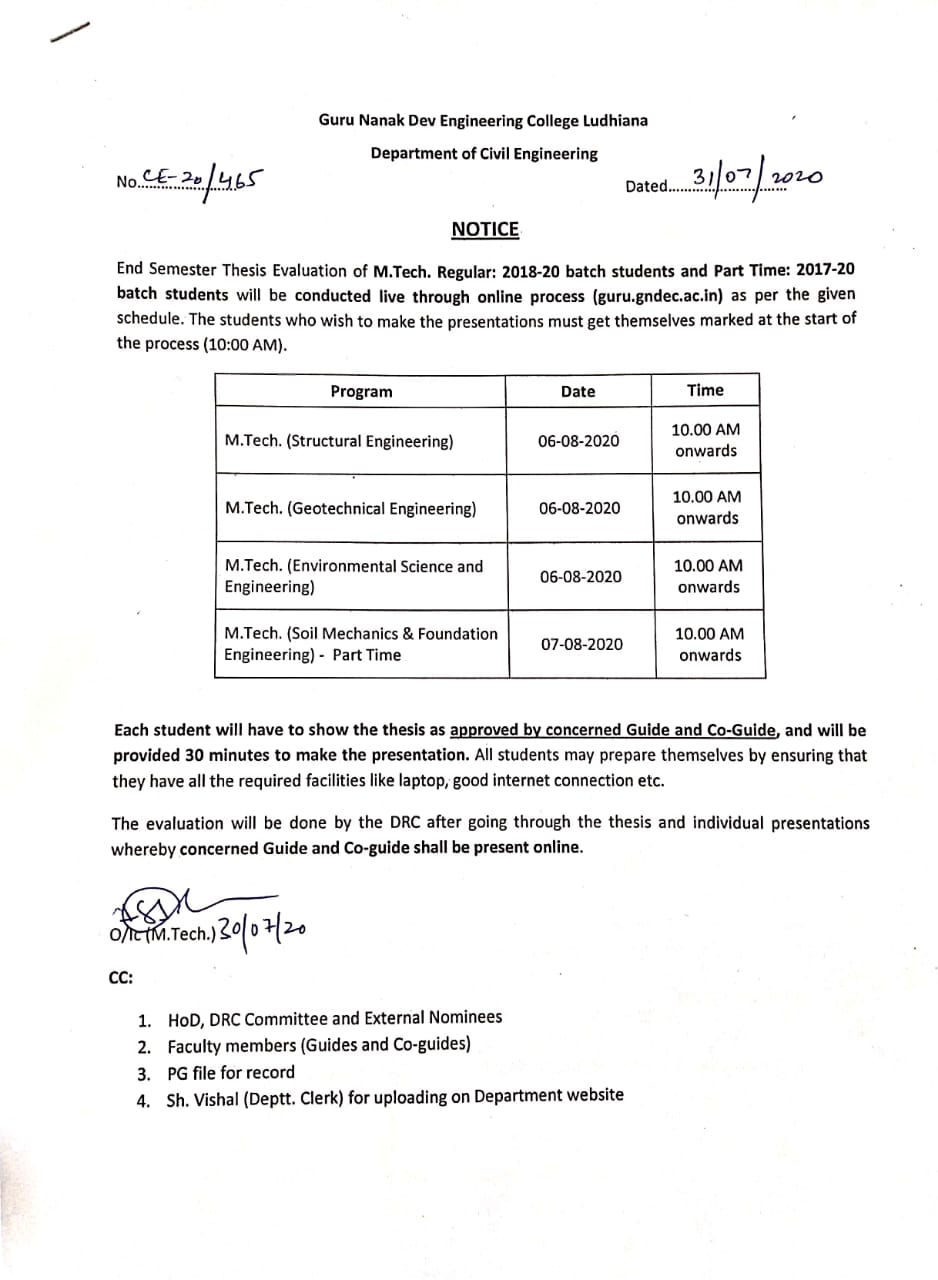 Guru Nanak Dev Engineering College Ludhiana
Department of Civil Engineering
No. CE-20/465
Dated 31/07/2020
NOTICE
End Semester Thesis Evaluation of M.Tech. Regular: 2018-20 batch students and Part Time: 2017-20
batch students will be conducted live through online process (guru.gndec.ac.in) as per the given
schedule. The students who wish to make the presentations must get themselves marked at the start of
the process (10:00 AM).
Program Date Time
M.Tech. (Structural Engineering) 06-08-2020 10.00 AM
onwards
M.Tech. (Geotechnical Engineering) 06-08-2020 10.00 AM
onwards
M.Tech. (Environmental Science and
Engineering) 06-08-2020 10.00 AM
onwards
M.Tech. (Soil Mechanics & Foundation
Engineering) - Part Time 07-08-2020 10.00 AM
onwards
Each student will have to show the thesis as approved by concerned Guide and Co-Guide, and will be
provided 30 minutes to make the presentation. All students may prepare themselves by ensuring that
they have all the required facilities like laptop, good internet connection etc.
The evaluation will be done by the DRC after going through the thesis and individual presentations
whereby concerned Guide and Co-guide shall be present online.
O/Ic (M.Tech.) 30/07/20
CC:
1. HoD, DRC Committee and External Nominees
2. Faculty members (Guides and Co-guides)
3. PG file for record
4. Sh. Vishal (Deptt. Clerk) for uploading on Department website